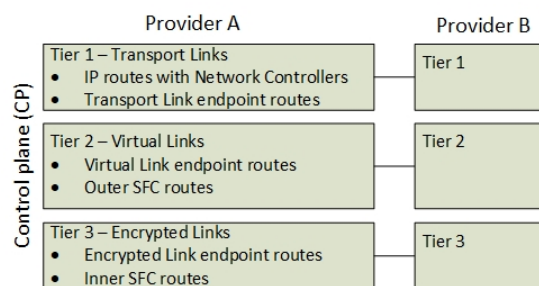 Provider A
Provider B
Control plane (CP)
Tier 1 – Transport Links
• IP routes with Network Controllers
• Transport Link endpoint routes
Tier 1
Tier 2 – Virtual Links
• Virtual Link endpoint routes
• Outer SFC routes
Tier 2
Tier 3 – Encrypted Links
• Encrypted Link endpoint routes
• Inner SFC routes
Tier 3